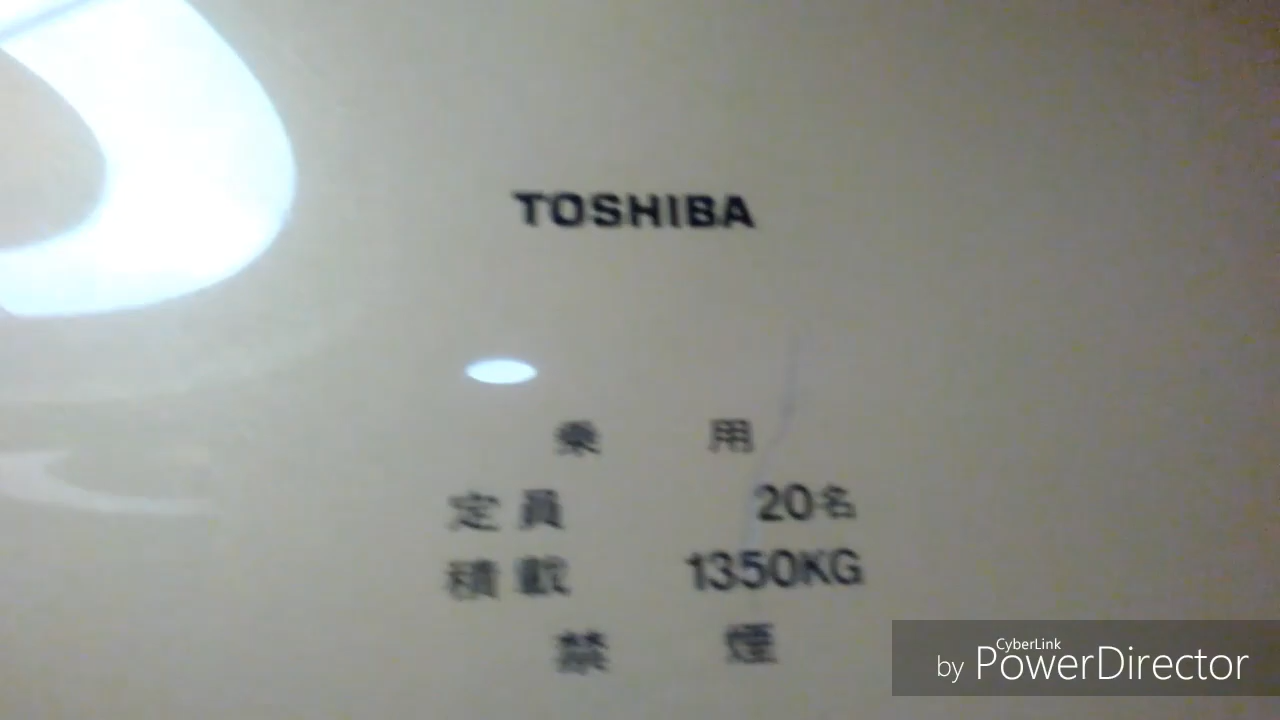 TOSHIBA
乗 用
定員 20名
積載 1350KG
禁 煙
CyberLink
by PowerDirector